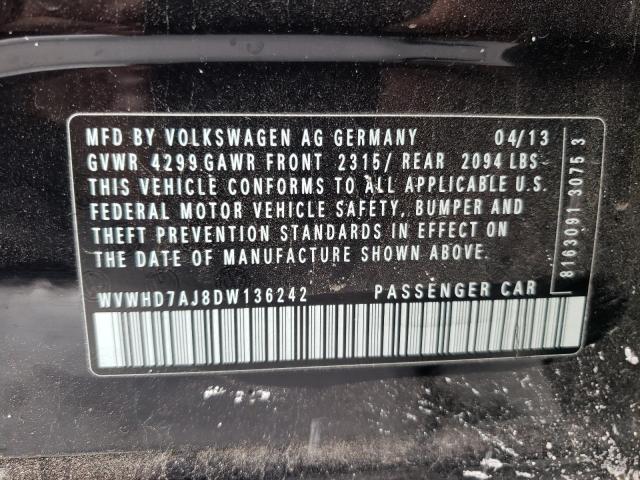 MFD BY VOLKSWAGEN AG GERMANY 04/13
GVWR 4299 GAWR FRONT 2315/ REAR 2094 LBS
THIS VEHICLE CONFORMS TO ALL APPLICABLE U.S.
FEDERAL MOTOR VEHICLE SAFETY, BUMPER AND
THEFT PREVENTION STANDARDS IN EFFECT ON
THE DATE OF MANUFACTURE SHOWN ABOVE.
WVWHD7AJ8DW136242 PASSENGER CAR
8163091 3075 3